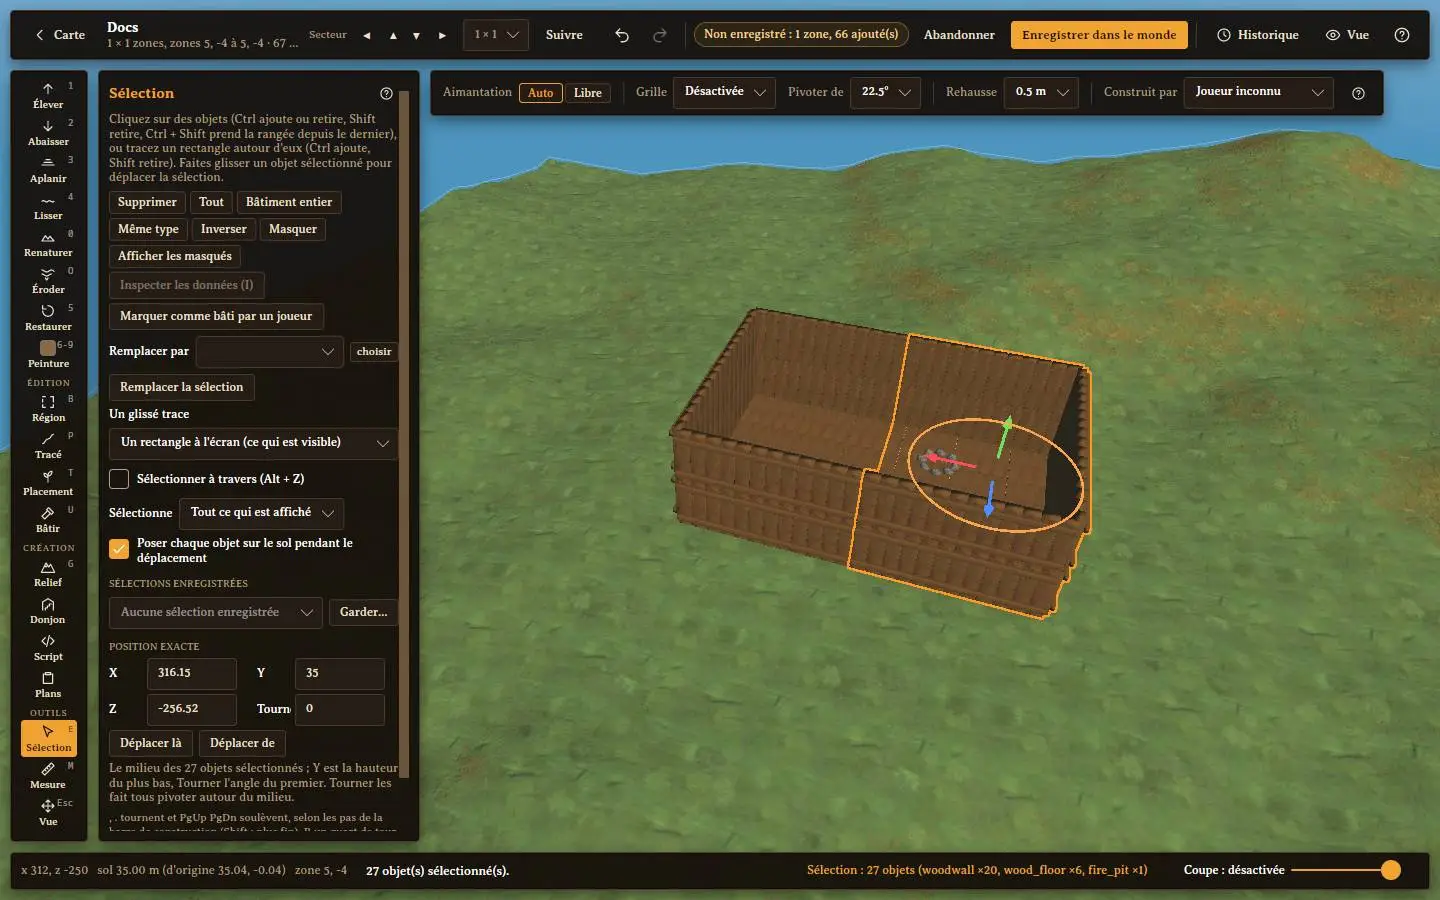 Carte
Docs
1 × 1 zones, zones 5, -4 à 5, -4 · 67 ...
Secteur
1 × 1
Suivre
Non enregistré : 1 zone, 66 ajouté(s)
Abandonner
Enregistrer dans le monde
Historique
Vue
Aimantation
Auto
Libre
Grille
Désactivée
Pivoter de
22.5°
Rehausse
0.5 m
Construit par
Joueur inconnu
1
Élever
2
Abaisser
3
Aplanir
4
Lisser
0
Renaturer
O
Éroder
5
Restaurer
6-9
Peinture
ÉDITION
B
Région
P
Tracé
T
Placement
U
Bâtir
CRÉATION
G
Relief
Donjon
Script
Plans
OUTILS
E
Sélection
M
Mesure
Esc
Vue
Sélection
Cliquez sur des objets (Ctrl ajoute ou retire, Shift
retire, Ctrl + Shift prend la rangée depuis le dernier),
ou tracez un rectangle autour d'eux (Ctrl ajoute,
Shift retire). Faites glisser un objet sélectionné pour
déplacer la sélection.
Supprimer
Tout
Bâtiment entier
Même type
Inverser
Masquer
Afficher les masqués
Inspecter les données (I)
Marquer comme bâti par un joueur
Remplacer par
choisir
Remplacer la sélection
Un glissé trace
Un rectangle à l'écran (ce qui est visible)
Sélectionner à travers (Alt + Z)
Sélectionne
Tout ce qui est affiché
Poser chaque objet sur le sol pendant le
déplacement
SÉLECTIONS ENREGISTRÉES
Aucune sélection enregistrée
Garder...
POSITION EXACTE
X
316.15
Y
35
Z
-256.52
Tourn
0
Déplacer là
Déplacer de
Le milieu des 27 objets sélectionnés ; Y est la hauteur
du plus bas, Tourner l'angle du premier. Tourner les
fait tous pivoter autour du milieu.
, . tournent et PgUp PgDn soulèvent, selon les pas de la
x 312, z -250
sol 35.00 m (d'origine 35.04, -0.04)
zone 5, -4
27 objet(s) sélectionné(s).
Sélection : 27 objets (woodwall ×20, wood_floor ×6, fire_pit ×1)
Coupe : désactivée